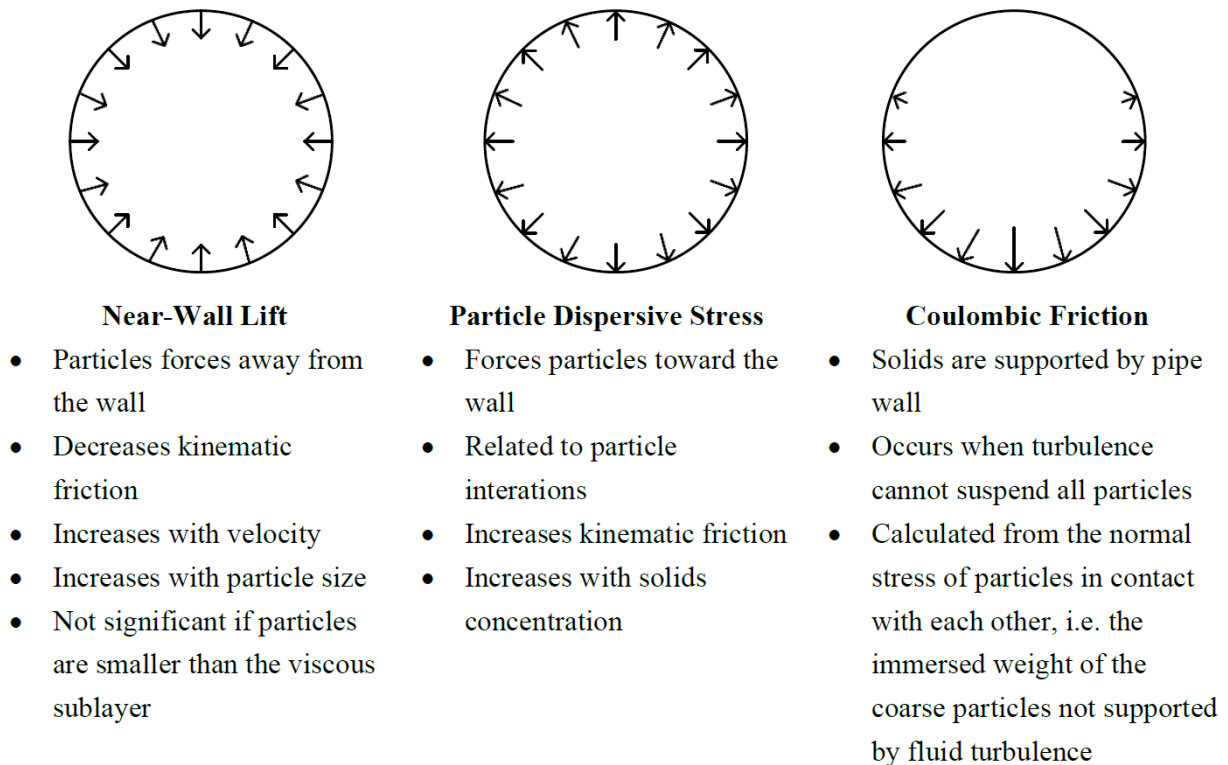 Near-Wall Lift
• Particles forces away from
the wall
• Decreases kinematic
friction
• Increases with velocity
• Increases with particle size
• Not significant if particles
are smaller than the viscous
sublayer
Particle Dispersive Stress
• Forces particles toward the
wall
• Related to particle
interations
• Increases kinematic friction
• Increases with solids
concentration
Coulombic Friction
• Solids are supported by pipe
wall
• Occurs when turbulence
cannot suspend all particles
• Calculated from the normal
stress of particles in contact
with each other, i.e. the
immersed weight of the
coarse particles not supported
by fluid turbulence